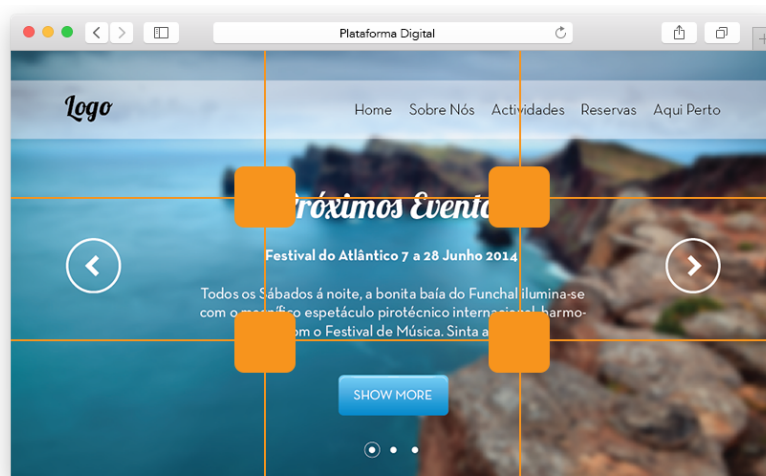 Plataforma Digital
Logo
Home Sobre Nós Actividades Reservas Aqui Perto
Festival do Atlântico 7 a 28 Junho 2014
Todos os Sábados á noite, a bonita baía do Funchal ilumina-se
com o magnífico espetáculo pirotécnico internacional, harmo-
o Festival de Música. Sinta a
SHOW MORE